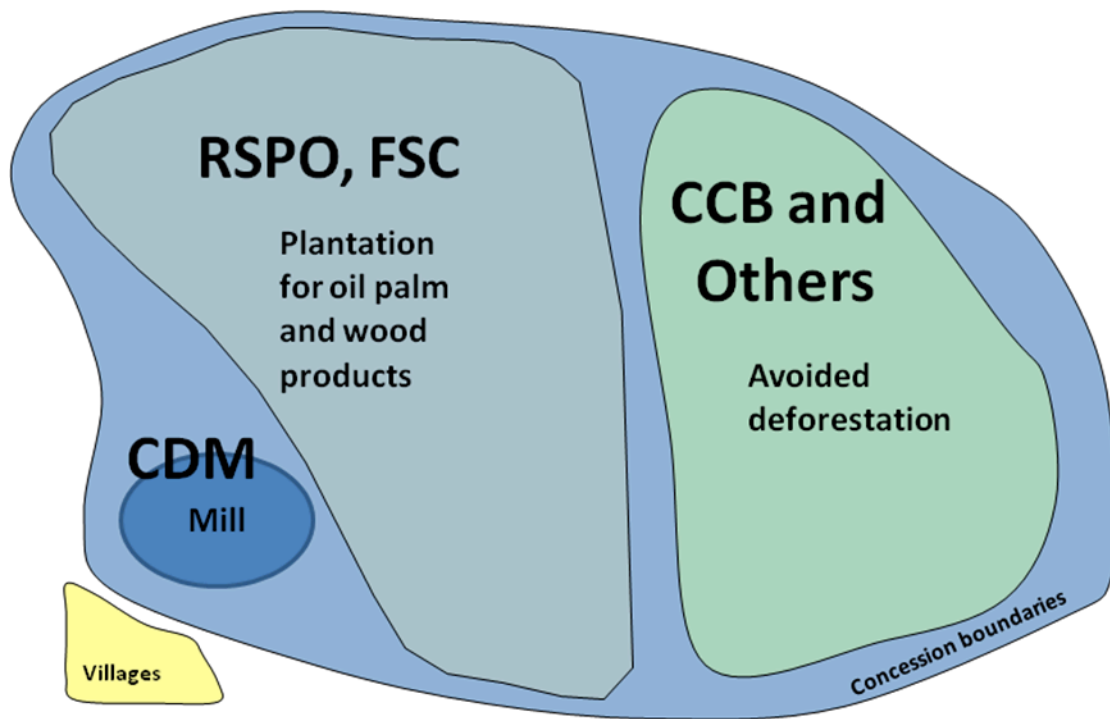 RSPO, FSC
Plantation
for oil palm
and wood
products
CCB and
Others
Avoided
deforestation
CDM
Mill
Villages
Concession boundaries